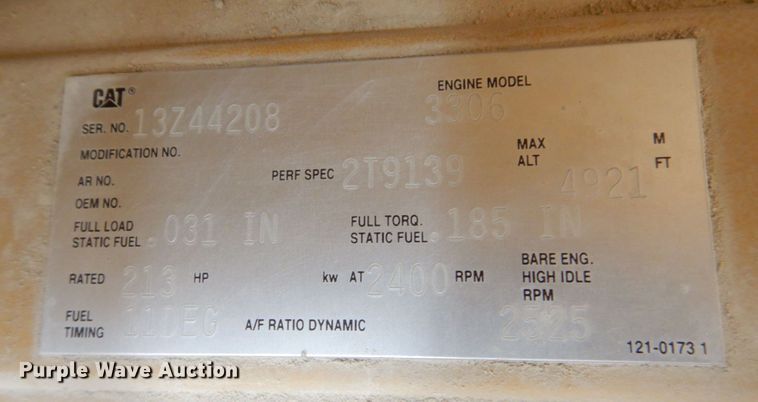 CAT® ENGINE MODEL
SER. NO. 13Z44208 3306
MODIFICATION NO. MAX M
AR NO. PERF SPEC 2T9139 ALT 4921 FT
OEM NO.
FULL LOAD STATIC FUEL .031 IN FULL TORQ. STATIC FUEL .185 IN
RATED 213 HP kw AT 2400 RPM BARE ENG. HIGH IDLE RPM 2525
FUEL TIMING 11DEG A/F RATIO DYNAMIC
121-0173 1
Purple Wave Auction